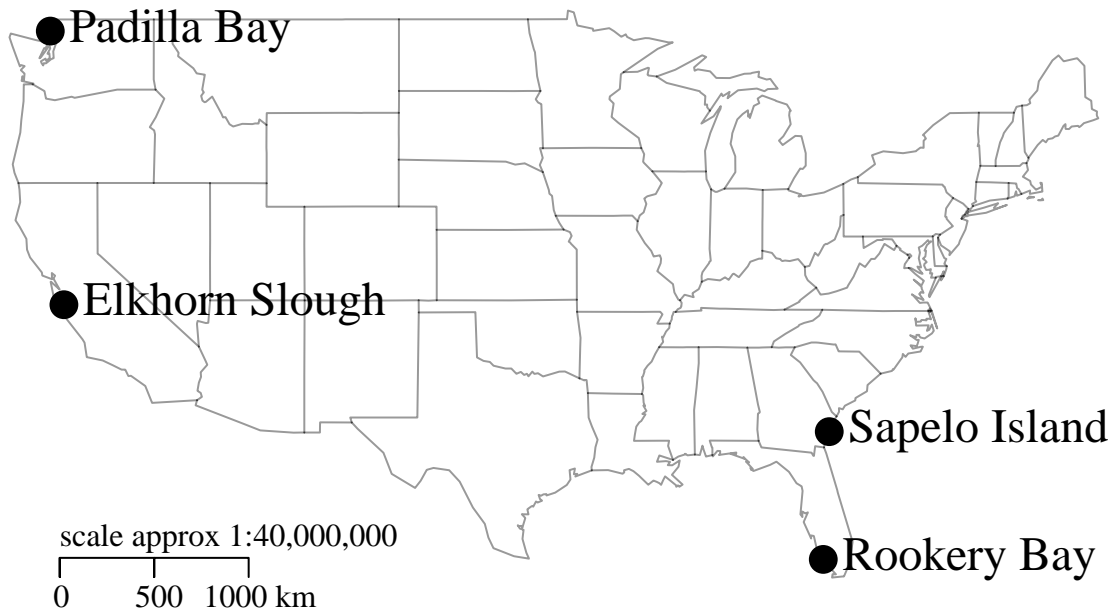 Padilla Bay
Elkhorn Slough
Sapelo Island
Rookery Bay
scale approx 1:40,000,000
0 500 1000 km